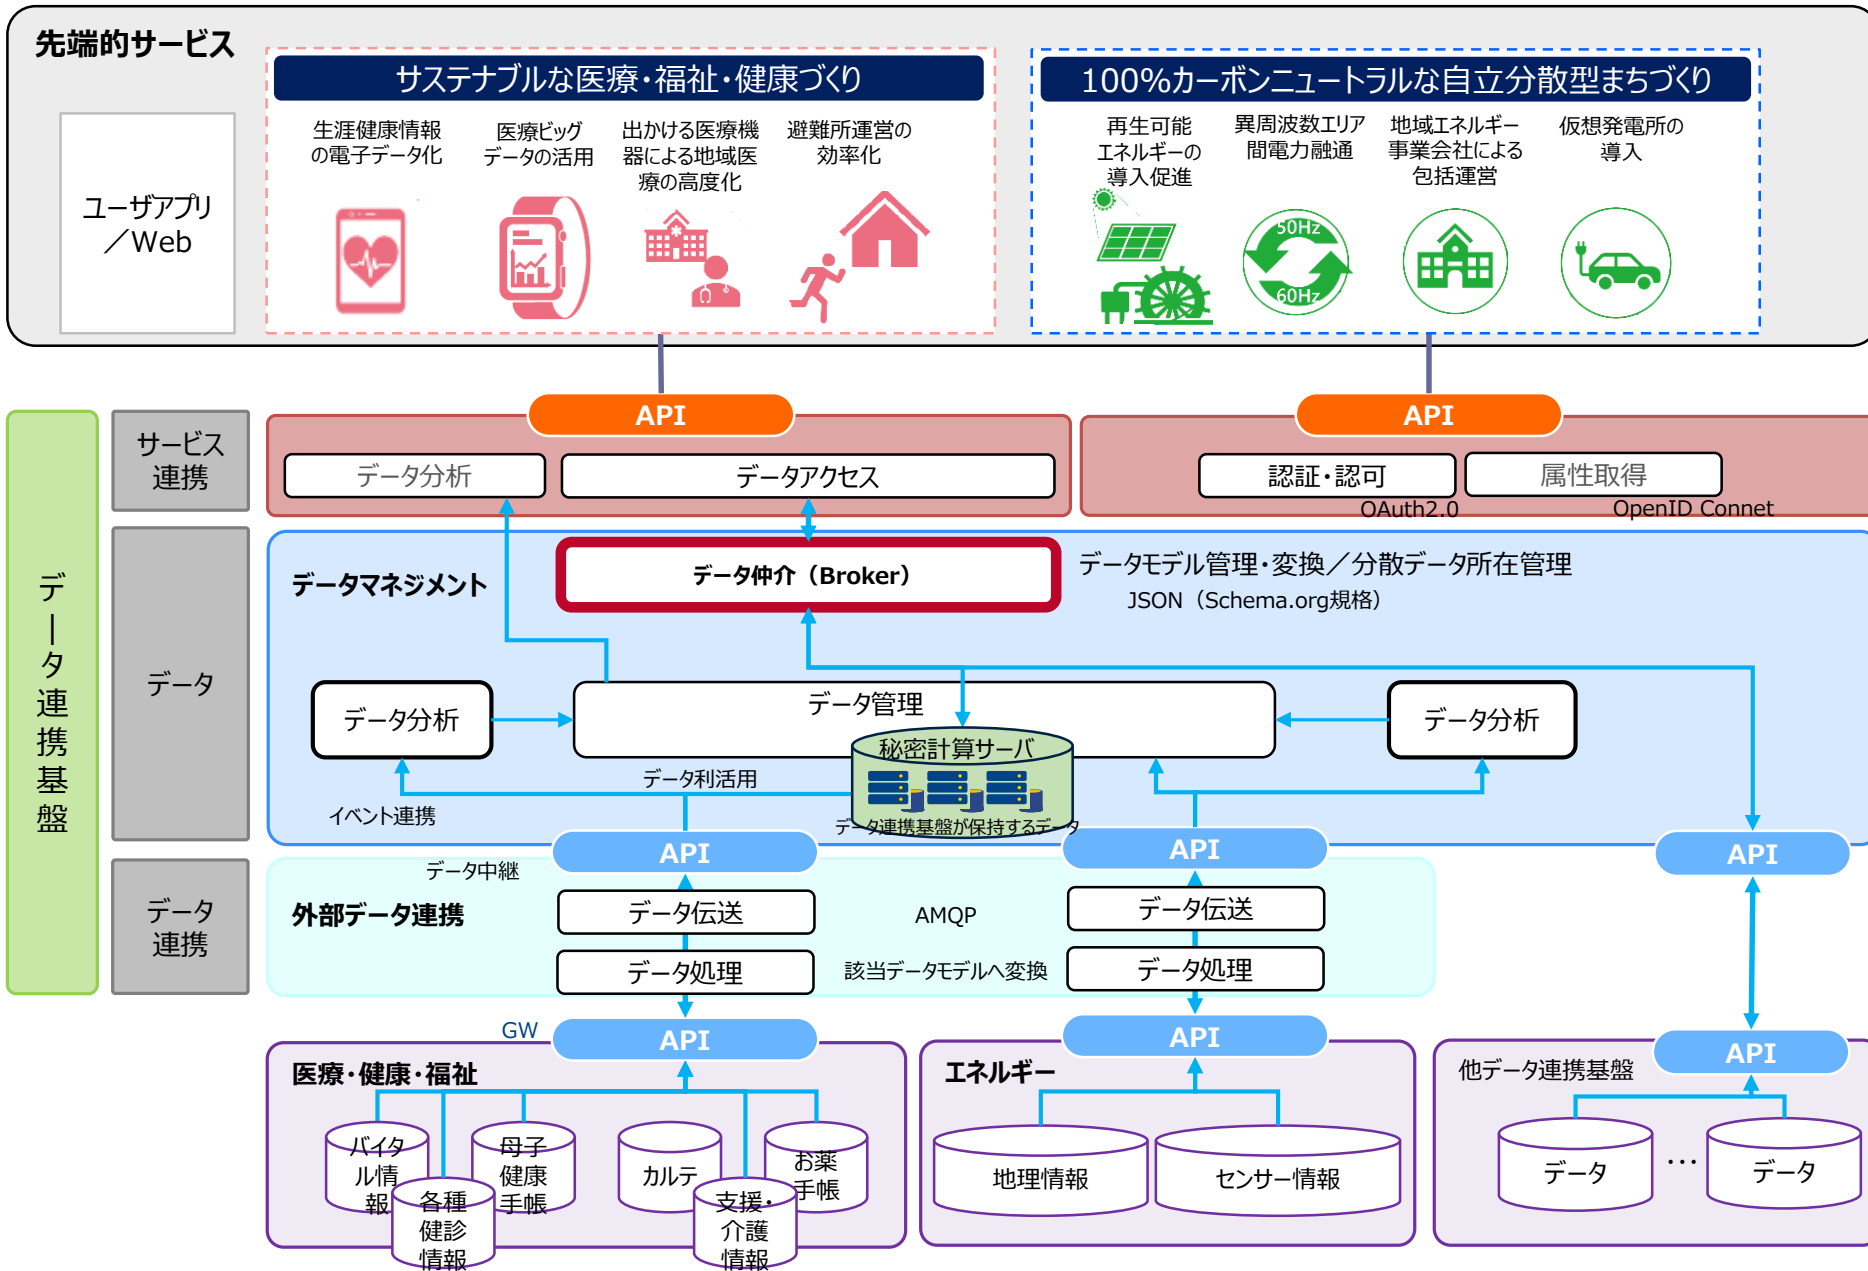 先端的サービス
ユーザアプリ
／Web
サステナブルな医療・福祉・健康づくり
生涯健康情報
の電子データ化
医療ビッグ
データの活用
出かける医療機
器による地域医
療の高度化
避難所運営の
効率化
100%カーボンニュートラルな自立分散型まちづくり
再生可能
エネルギーの
導入促進
異周波数エリア
間電力融通
50Hz
60Hz
地域エネルギー
事業会社による
包括運営
仮想発電所の
導入
データ連携基盤
サービス
連携
API
データ分析
データアクセス
API
認証・認可
属性取得
OAuth2.0
OpenID Connet
データ
データマネジメント
データ仲介（Broker）
データモデル管理・変換／分散データ所在管理
JSON（Schema.org規格）
データ分析
データ管理
データ分析
秘密計算サーバ
データ利活用
イベント連携
データ連携基盤が保持するデータ
API
API
API
データ
連携
データ中継
外部データ連携
データ伝送
AMQP
データ伝送
データ処理
該当データモデルへ変換
データ処理
GW
API
API
API
医療・健康・福祉
バイタ
ル情
報
各種
健診
情報
母子
健康
手帳
カルテ
支援・
介護
情報
お薬
手帳
エネルギー
地理情報
センサー情報
他データ連携基盤
データ
…
データ